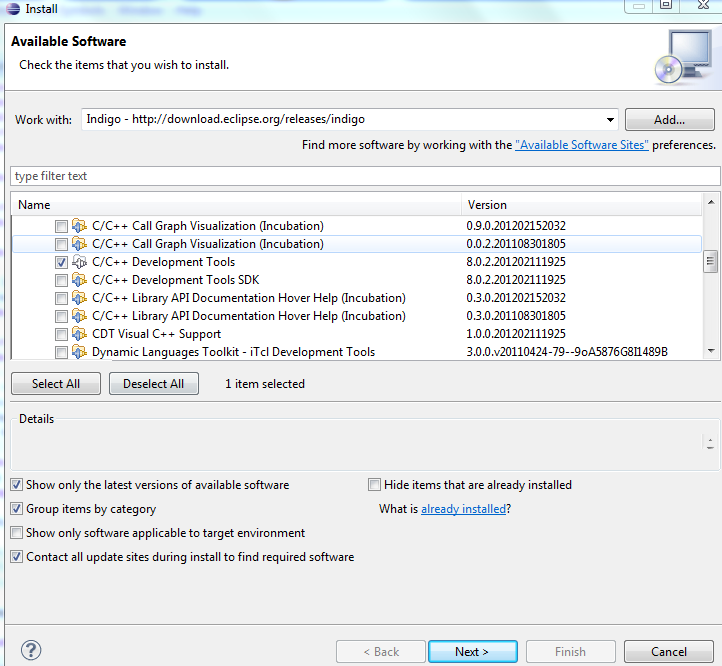 Install
Available Software
Check the items that you wish to install.
Work with: Indigo - http://download.eclipse.org/releases/indigo Add...
Find more software by working with the "Available Software Sites" preferences.
type filter text
Name Version
C/C++ Call Graph Visualization (Incubation) 0.9.0.201202152032
C/C++ Call Graph Visualization (Incubation) 0.0.2.201108301805
C/C++ Development Tools 8.0.2.201202111925
C/C++ Development Tools SDK 8.0.2.201202111925
C/C++ Library API Documentation Hover Help (Incubation) 0.3.0.201202152032
C/C++ Library API Documentation Hover Help (Incubation) 0.3.0.201108301805
CDT Visual C++ Support 1.0.0.201202111925
Dynamic Languages Toolkit - iTcl Development Tools 3.0.0.v20110424-79--9oA5876G8I1489B
Select All Deselect All 1 item selected
Details
Show only the latest versions of available software Hide items that are already installed
Group items by category What is already installed?
Show only software applicable to target environment
Contact all update sites during install to find required software
? < Back Next > Finish Cancel